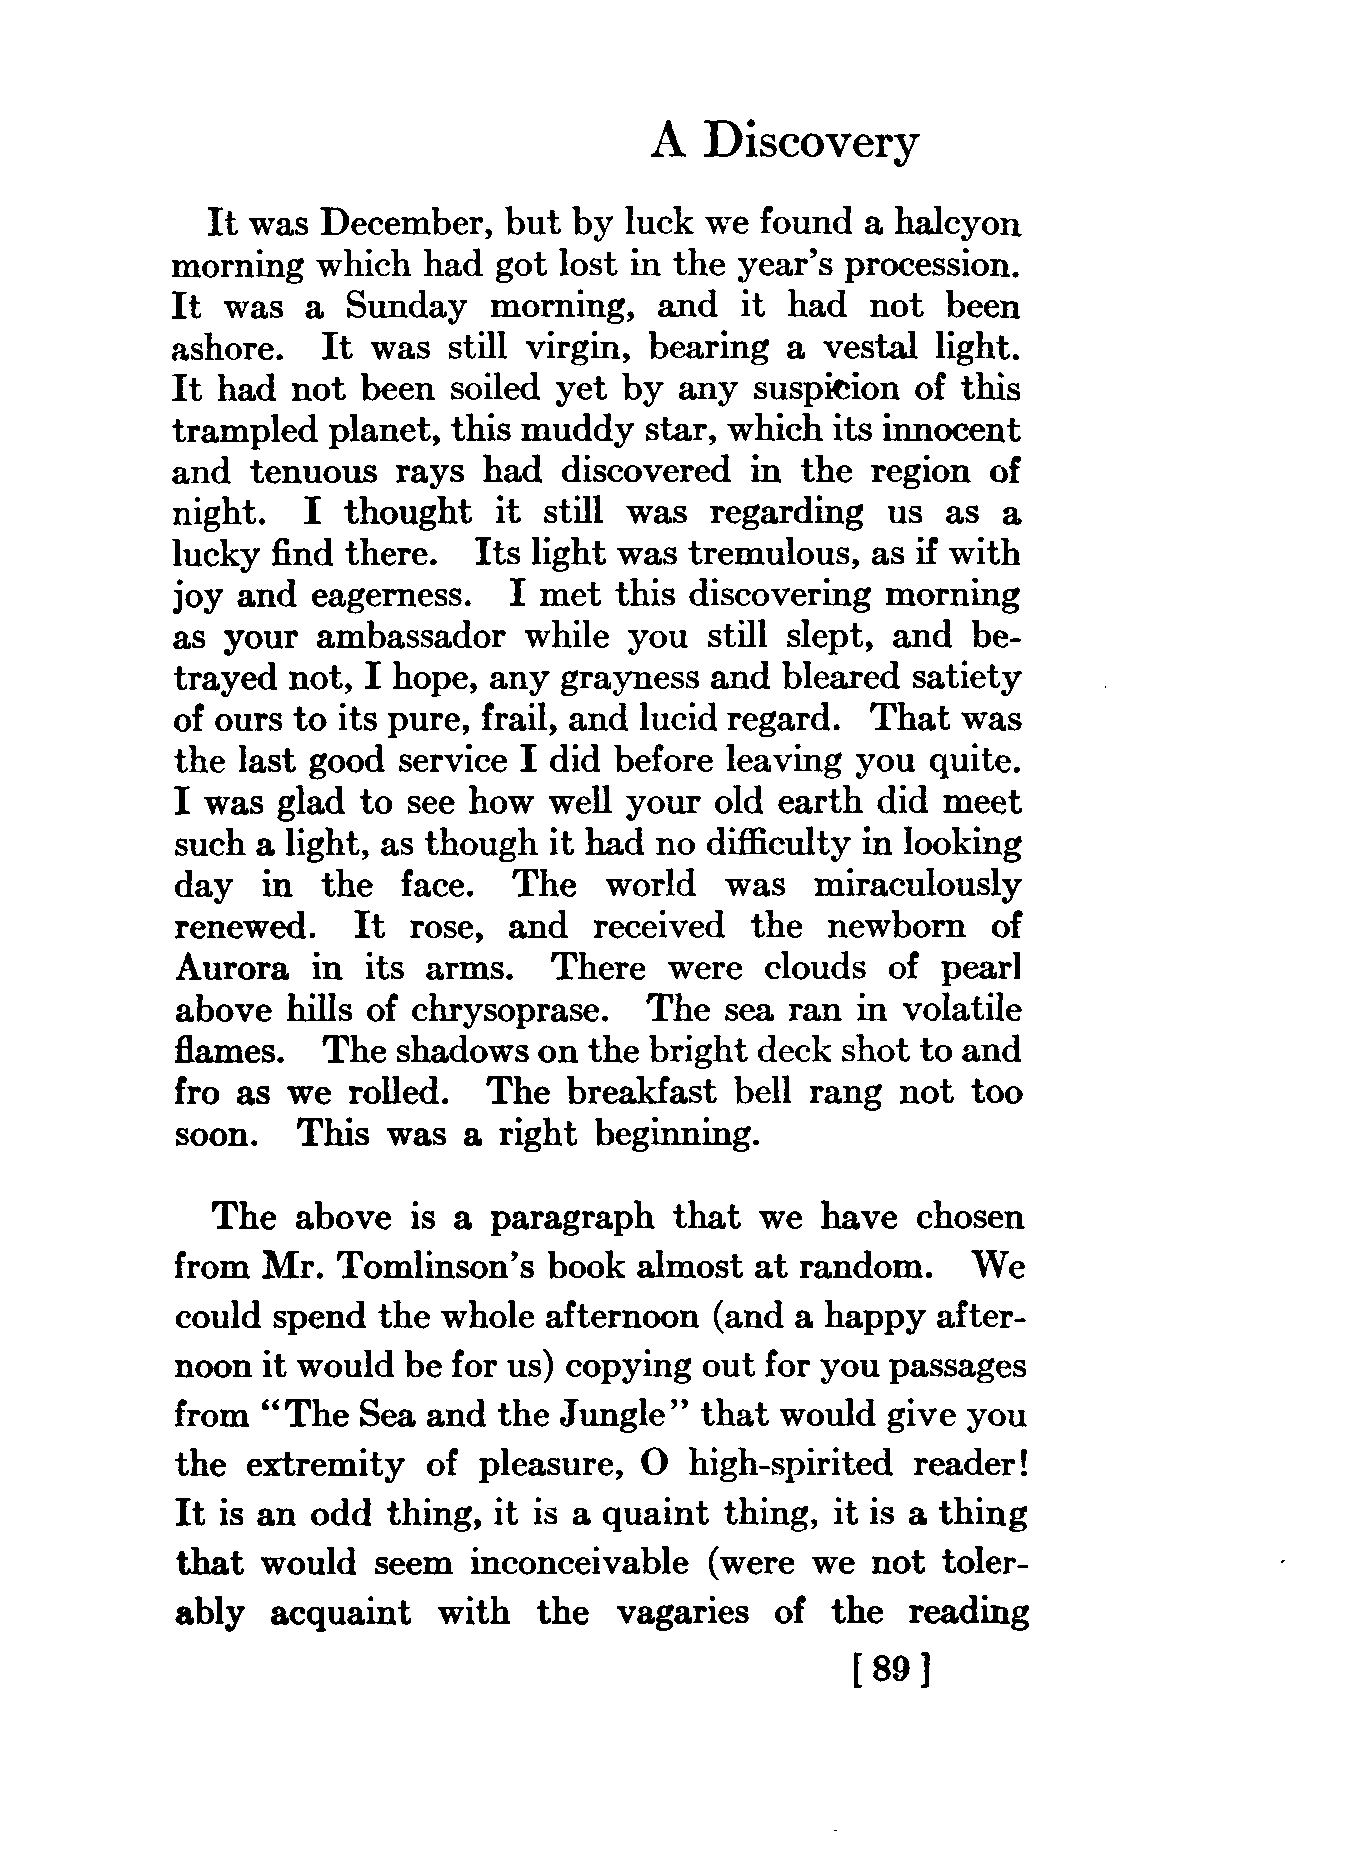 A Discovery
It was December, but by luck we found a halcyon
morning which had got lost in the year's procession.
It was a Sunday morning, and it had not been
ashore. It was still virgin, bearing a vestal light.
It had not been soiled yet by any suspicion of this
trampled planet, this muddy star, which its innocent
and tenuous rays had discovered in the region of
night. I thought it still was regarding us as a
lucky find there. Its light was tremulous, as if with
joy and eagerness. I met this discovering morning
as your ambassador while you still slept, and be-
trayed not, I hope, any grayness and bleared satiety
of ours to its pure, frail, and lucid regard. That was
the last good service I did before leaving you quite.
I was glad to see how well your old earth did meet
such a light, as though it had no difficulty in looking
day in the face. The world was miraculously
renewed. It rose, and received the newborn of
Aurora in its arms. There were clouds of pearl
above hills of chrysoprase. The sea ran in volatile
flames. The shadows on the bright deck shot to and
fro as we rolled. The breakfast bell rang not too
soon. This was a right beginning.
The above is a paragraph that we have chosen
from Mr. Tomlinson's book almost at random. We
could spend the whole afternoon (and a happy after-
noon it would be for us) copying out for you passages
from "The Sea and the Jungle" that would give you
the extremity of pleasure, O high-spirited reader!
It is an odd thing, it is a quaint thing, it is a thing
that would seem inconceivable (were we not toler-
ably acquaint with the vagaries of the reading
[ 89 ]